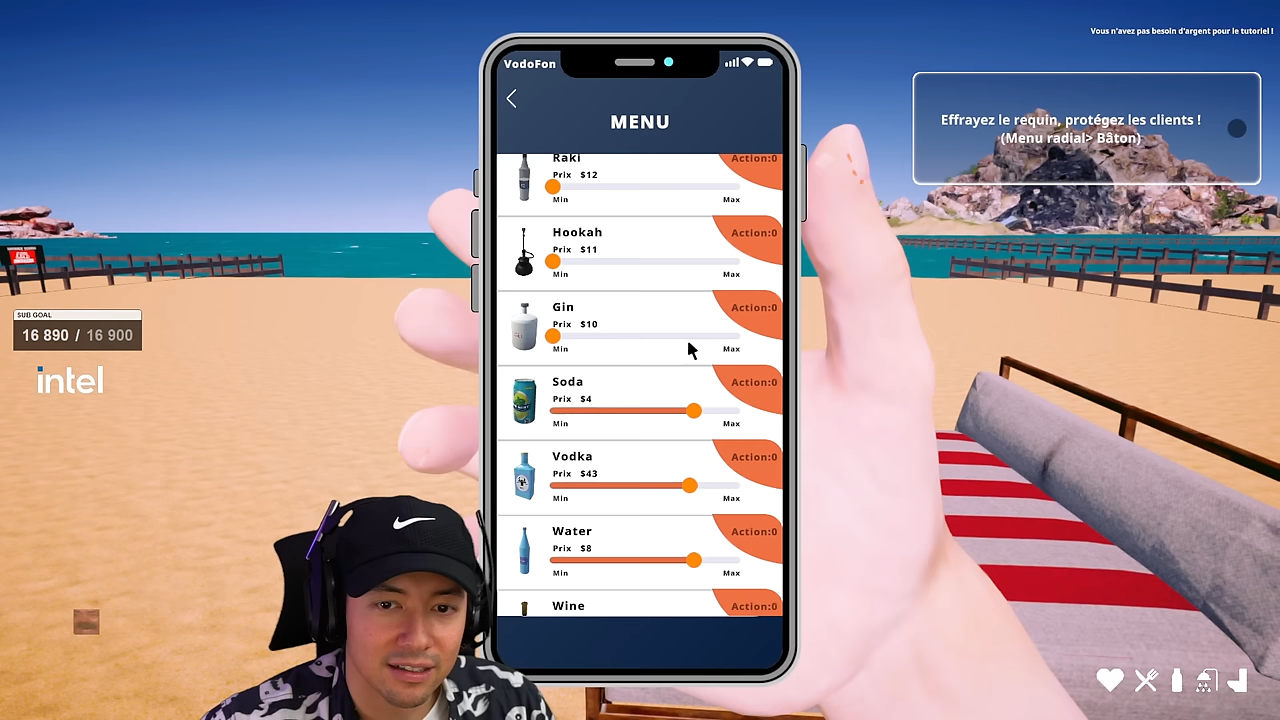 Vous n'avez pas besoin d'argent pour le tutoriel !
VodoFon
MENU
Effrayez le requin, protégez les clients !
(Menu radial> Bâton)
Raki
Action:0
Prix $12
Min Max
Hookah
Action:0
Prix $11
Min Max
Gin
Action:0
Prix $10
Min Max
Soda
Action:0
Prix $4
Min Max
Vodka
Action:0
Prix $43
Min Max
Water
Action:0
Prix $8
Min Max
Wine
Action:0
SUB GOAL
16 890 / 16 900
intel